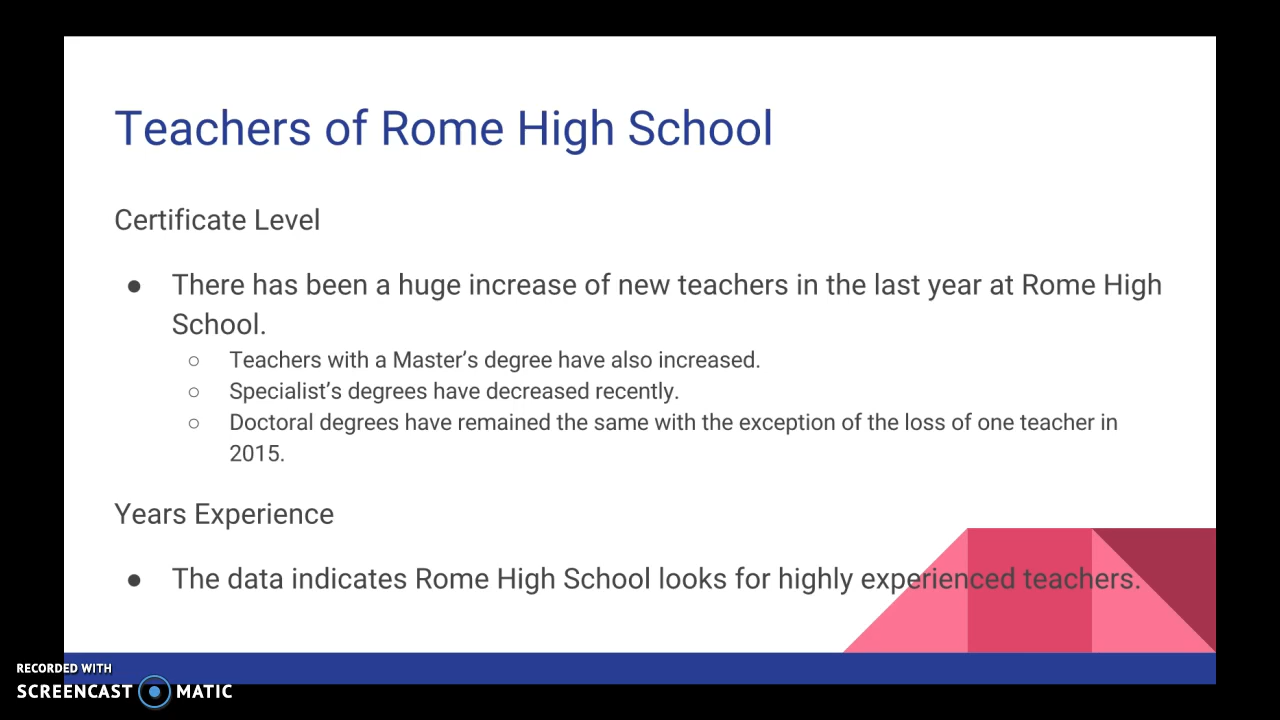 Teachers of Rome High School
Certificate Level
● There has been a huge increase of new teachers in the last year at Rome High
School.
○ Teachers with a Master’s degree have also increased.
○ Specialist’s degrees have decreased recently.
○ Doctoral degrees have remained the same with the exception of the loss of one teacher in
2015.
Years Experience
● The data indicates Rome High School looks for highly experienced teachers.
RECORDED WITH
SCREENCAST MATIC